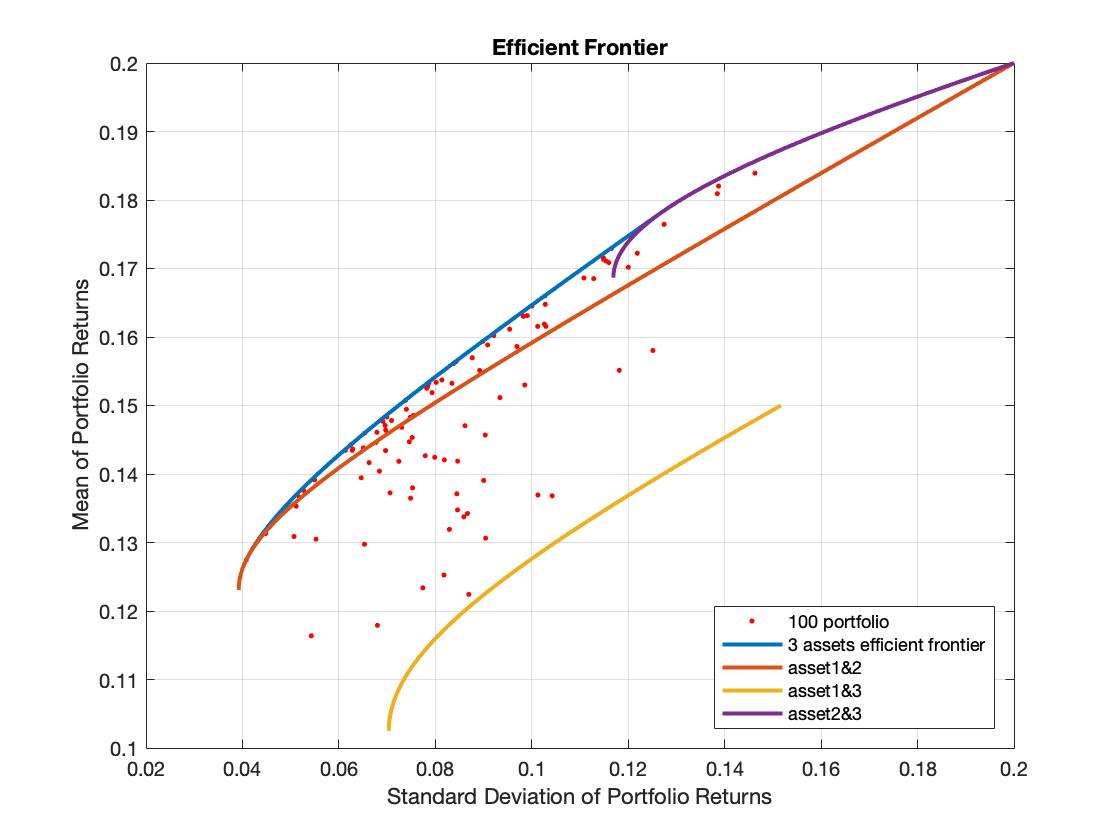 Efficient Frontier
0.2
0.19
0.18
0.17
0.16
0.15
0.14
0.13
0.12
0.11
0.1
Mean of Portfolio Returns
100 portfolio
3 assets efficient frontier
asset1&2
asset1&3
asset2&3
0.02 0.04 0.06 0.08 0.1 0.12 0.14 0.16 0.18 0.2
Standard Deviation of Portfolio Returns